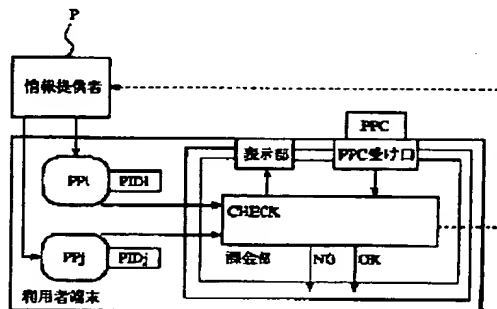 P
情報提供者
PPC
表示部
PPC受け口
PPi
PIDi
CHECK
PPj
PIDj
課金部
NG
OK
利用者端末